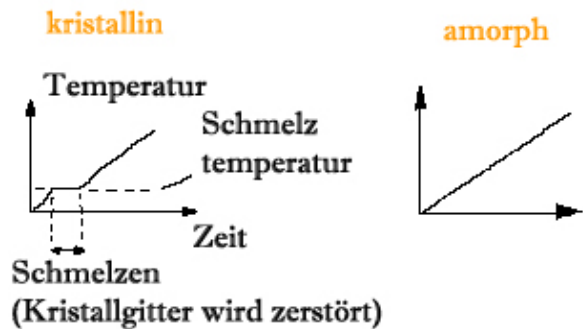 kristallin
amorph
Temperatur
Schmelz
temperatur
Zeit
Schmelzen
(Kristallgitter wird zerstört)